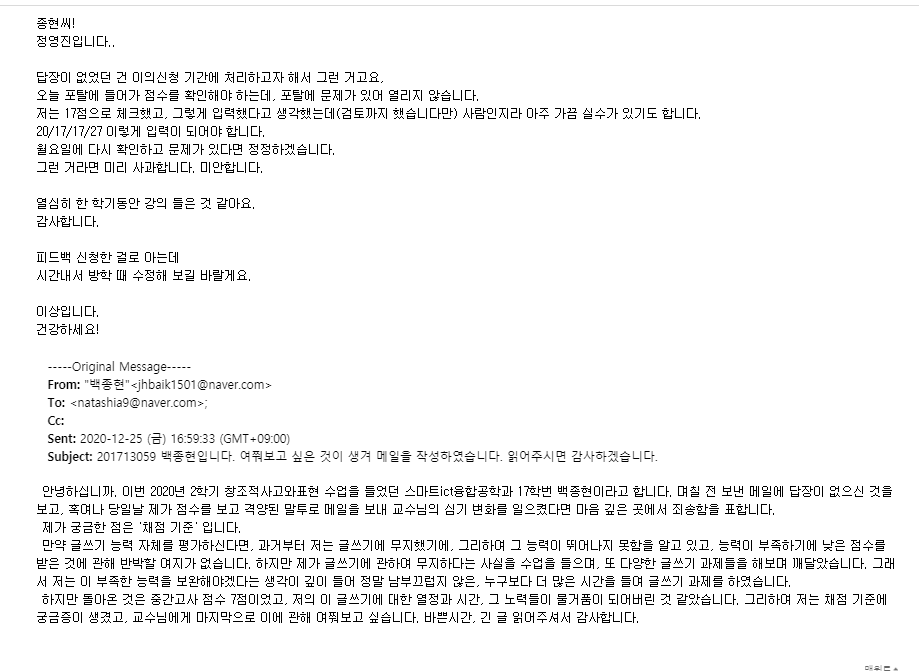 종현씨!
정영진입니다..
답장이 없었던 건 이의신청 기간에 처리하고자 해서 그런 거고요,
오늘 포탈에 들어가 점수를 확인해야 하는데, 포탈에 문제가 있어 열리지 않습니다.
저는 17점으로 체크했고, 그렇게 입력했다고 생각했는데(검토까지 했습니다만) 사람인지라 아주 가끔 실수가 있기도 합니다.
20/17/17/27 이렇게 입력이 되어야 합니다.
월요일에 다시 확인하고 문제가 있다면 정정하겠습니다.
그런 거라면 미리 사과합니다. 미안합니다.
열심히 한 학기동안 강의 들은 것 같아요.
감사합니다.
피드백 신청한 걸로 아는데
시간내서 방학 때 수정해 보길 바랄게요.
이상입니다.
건강하세요!
-----Original Message-----
From: "백종현"<jhbaik1501@naver.com>
To: <natashia9@naver.com>;
Cc:
Sent: 2020-12-25 (금) 16:59:33 (GMT+09:00)
Subject: 201713059 백종현입니다. 여쭤보고 싶은 것이 생겨 메일을 작성하였습니다. 읽어주시면 감사하겠습니다.
안녕하십니까. 이번 2020년 2학기 창조적사고와표현 수업을 들었던 스마트ict융합공학과 17학번 백종현이라고 합니다. 며칠 전 보낸 메일에 답장이 없으신 것을
보고, 혹여나 당일날 제가 점수를 보고 격양된 말투로 메일을 보내 교수님의 심기 변화를 일으켰다면 마음 깊은 곳에서 죄송함을 표합니다.
제가 궁금한 점은 '채점 기준' 입니다.
만약 글쓰기 능력 자체를 평가하신다면, 과거부터 저는 글쓰기에 무지했기에, 그리하여 그 능력이 뛰어나지 못함을 알고 있고, 능력이 부족하기에 낮은 점수를
받은 것에 관해 반박할 여지가 없습니다. 하지만 제가 글쓰기에 관하여 무지하다는 사실을 수업을 들으며, 또 다양한 글쓰기 과제들을 해보며 깨달았습니다. 그래
서 저는 이 부족한 능력을 보완해야겠다는 생각이 깊이 들어 정말 남부끄럽지 않은, 누구보다 더 많은 시간을 들여 글쓰기 과제를 하였습니다.
하지만 돌아온 것은 중간고사 점수 7점이었고, 저의 이 글쓰기에 대한 열정과 시간, 그 노력들이 물거품이 되어버린 것 같았습니다. 그리하여 저는 채점 기준에
궁금증이 생겼고, 교수님에게 마지막으로 이에 관해 여쭤보고 싶습니다. 바쁜시간, 긴 글 읽어주셔서 감사합니다.